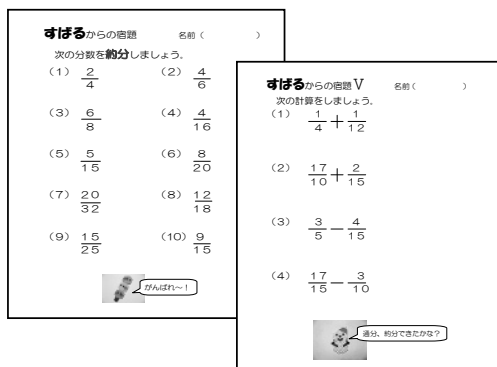 すばるからの宿題 名前（ ）
次の分数を約分しましょう。
(1) 2/4 (2) 4/6
(3) 6/8 (4) 4/16
(5) 5/15 (6) 8/20
(7) 20/32 (8) 12/18
(9) 15/25 (10) 9/15
がんばれ～！
すばるからの宿題Ⅴ 名前（ ）
次の計算をしましょう。
(1) 1/4＋1/12
(2) 17/10＋2/15
(3) 3/5－4/15
(4) 17/15－3/10
通分、約分できたかな？